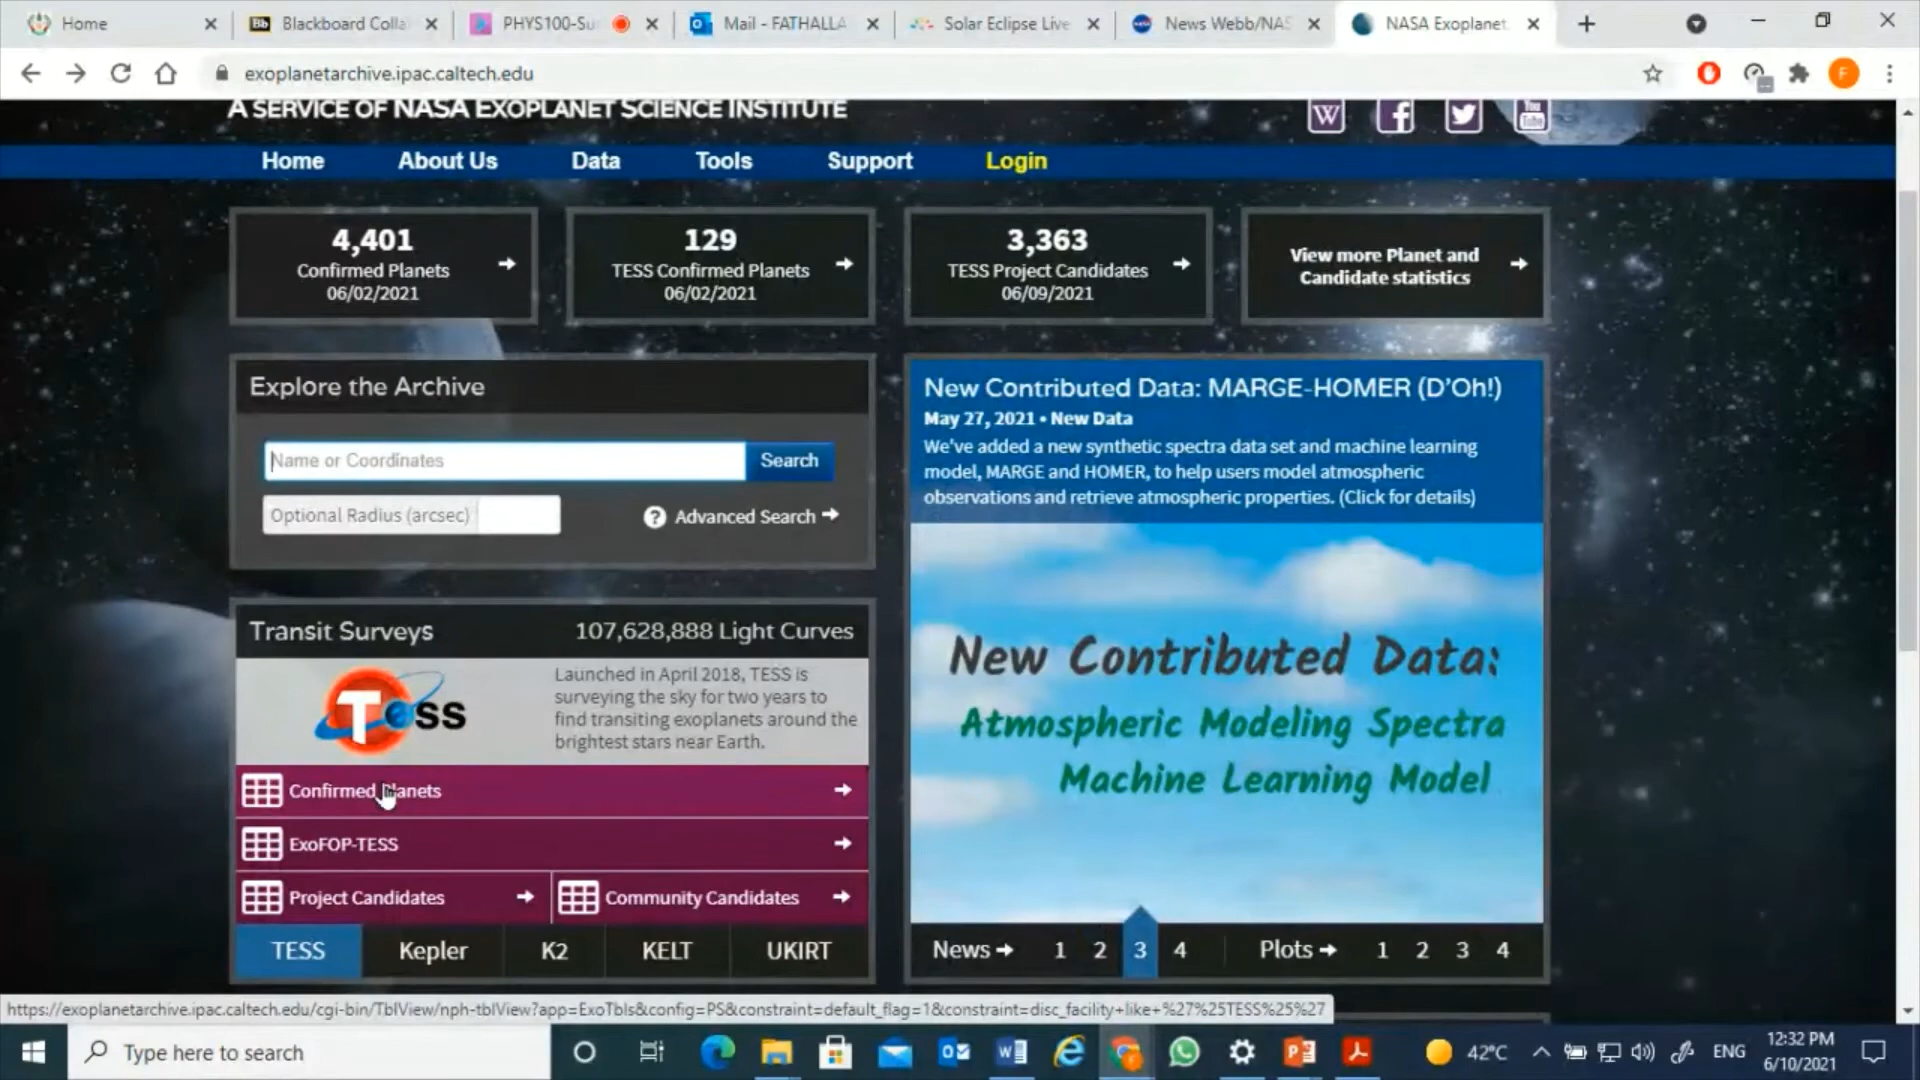 Home
Blackboard Colla
PHYS100-Su
Mail - FATHALLA
Solar Eclipse Live
News Webb/NAS
NASA Exoplanet
exoplanetarchive.ipac.caltech.edu
F
A SERVICE OF NASA EXOPLANET SCIENCE INSTITUTE
W
You
Tube
Home
About Us
Data
Tools
Support
Login
4,401
Confirmed Planets
06/02/2021
129
TESS Confirmed Planets
06/02/2021
3,363
TESS Project Candidates
06/09/2021
View more Planet and
Candidate statistics
Explore the Archive
Name or Coordinates
Search
Optional Radius (arcsec)
? Advanced Search
New Contributed Data: MARGE-HOMER (D'Oh!)
May 27, 2021 • New Data
We've added a new synthetic spectra data set and machine learning
model, MARGE and HOMER, to help users model atmospheric
observations and retrieve atmospheric properties. (Click for details)
New Contributed Data:
Atmospheric Modeling Spectra
Machine Learning Model
Transit Surveys
107,628,888 Light Curves
Tess
Launched in April 2018, TESS is
surveying the sky for two years to
find transiting exoplanets around the
brightest stars near Earth.
Confirmed Planets
ExoFOP-TESS
Project Candidates
Community Candidates
TESS
Kepler
K2
KELT
UKIRT
News 1 2 3 4
Plots 1 2 3 4
https://exoplanetarchive.ipac.caltech.edu/cgi-bin/TblView/nph-tblView?app=ExoTbls&config=PS&constraint=default_flag=1&constraint=disc_facility+like+%27%25TESS%25%27
Type here to search
42°C
ENG
12:32 PM
6/10/2021